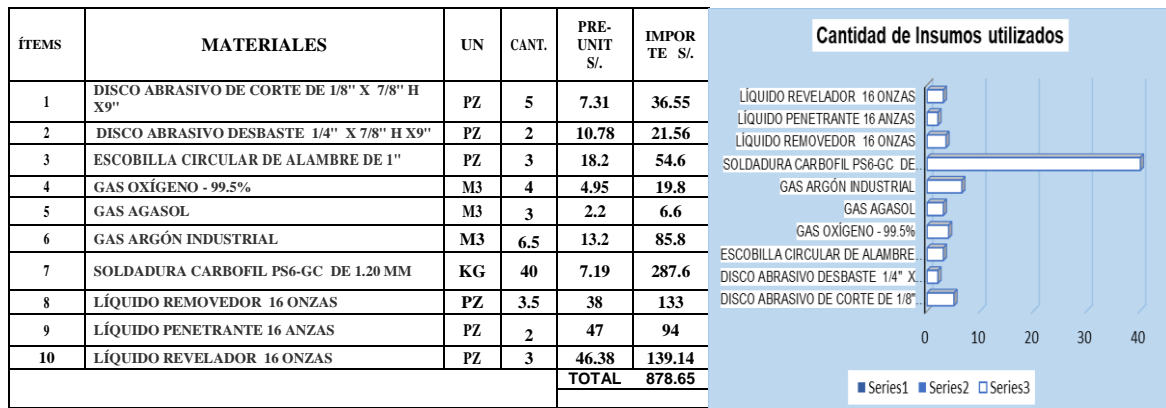 ÍTEMS MATERIALES UN CANT. PRE-UNIT S/. IMPORTE S/.
1 DISCO ABRASIVO DE CORTE DE 1/8" X 7/8" H X9" PZ 5 7.31 36.55
2 DISCO ABRASIVO DESBASTE 1/4" X 7/8" H X9" PZ 2 10.78 21.56
3 ESCOBILLA CIRCULAR DE ALAMBRE DE 1" PZ 3 18.2 54.6
4 GAS OXÍGENO - 99.5% M3 4 4.95 19.8
5 GAS AGASOL M3 3 2.2 6.6
6 GAS ARGÓN INDUSTRIAL M3 6.5 13.2 85.8
7 SOLDADURA CARBOFIL PS6-GC DE 1.20 MM KG 40 7.19 287.6
8 LÍQUIDO REMOVEDOR 16 ONZAS PZ 3.5 38 133
9 LÍQUIDO PENETRANTE 16 ANZAS PZ 2 47 94
10 LÍQUIDO REVELADOR 16 ONZAS PZ 3 46.38 139.14
TOTAL 878.65
Cantidad de Insumos utilizados
LÍQUIDO REVELADOR 16 ONZAS
LÍQUIDO PENETRANTE 16 ANZAS
LÍQUIDO REMOVEDOR 16 ONZAS
SOLDADURA CARBOFIL PS6-GC DE...
GAS ARGÓN INDUSTRIAL
GAS AGASOL
GAS OXÍGENO - 99.5%
ESCOBILLA CIRCULAR DE ALAMBRE...
DISCO ABRASIVO DESBASTE 1/4" X...
DISCO ABRASIVO DE CORTE DE 1/8"...
0 10 20 30 40
Series1 Series2 Series3